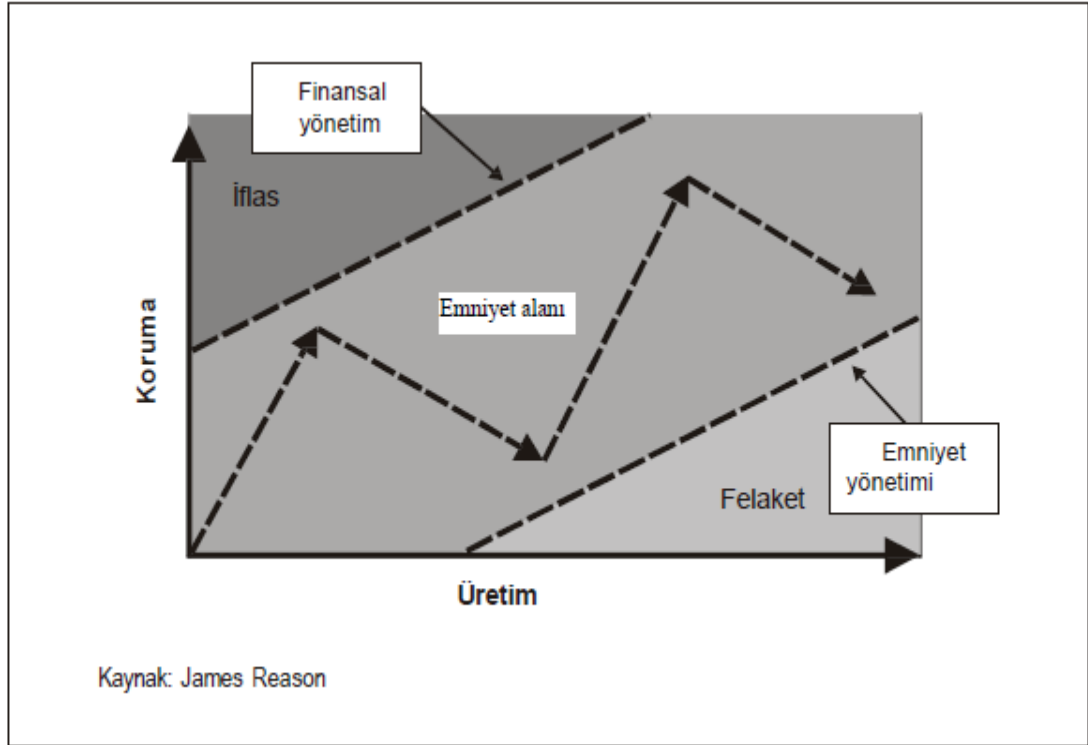 Finansal
yönetim
İflas
Koruma
Emniyet alanı
Emniyet
yönetimi
Felaket
Üretim
Kaynak: James Reason